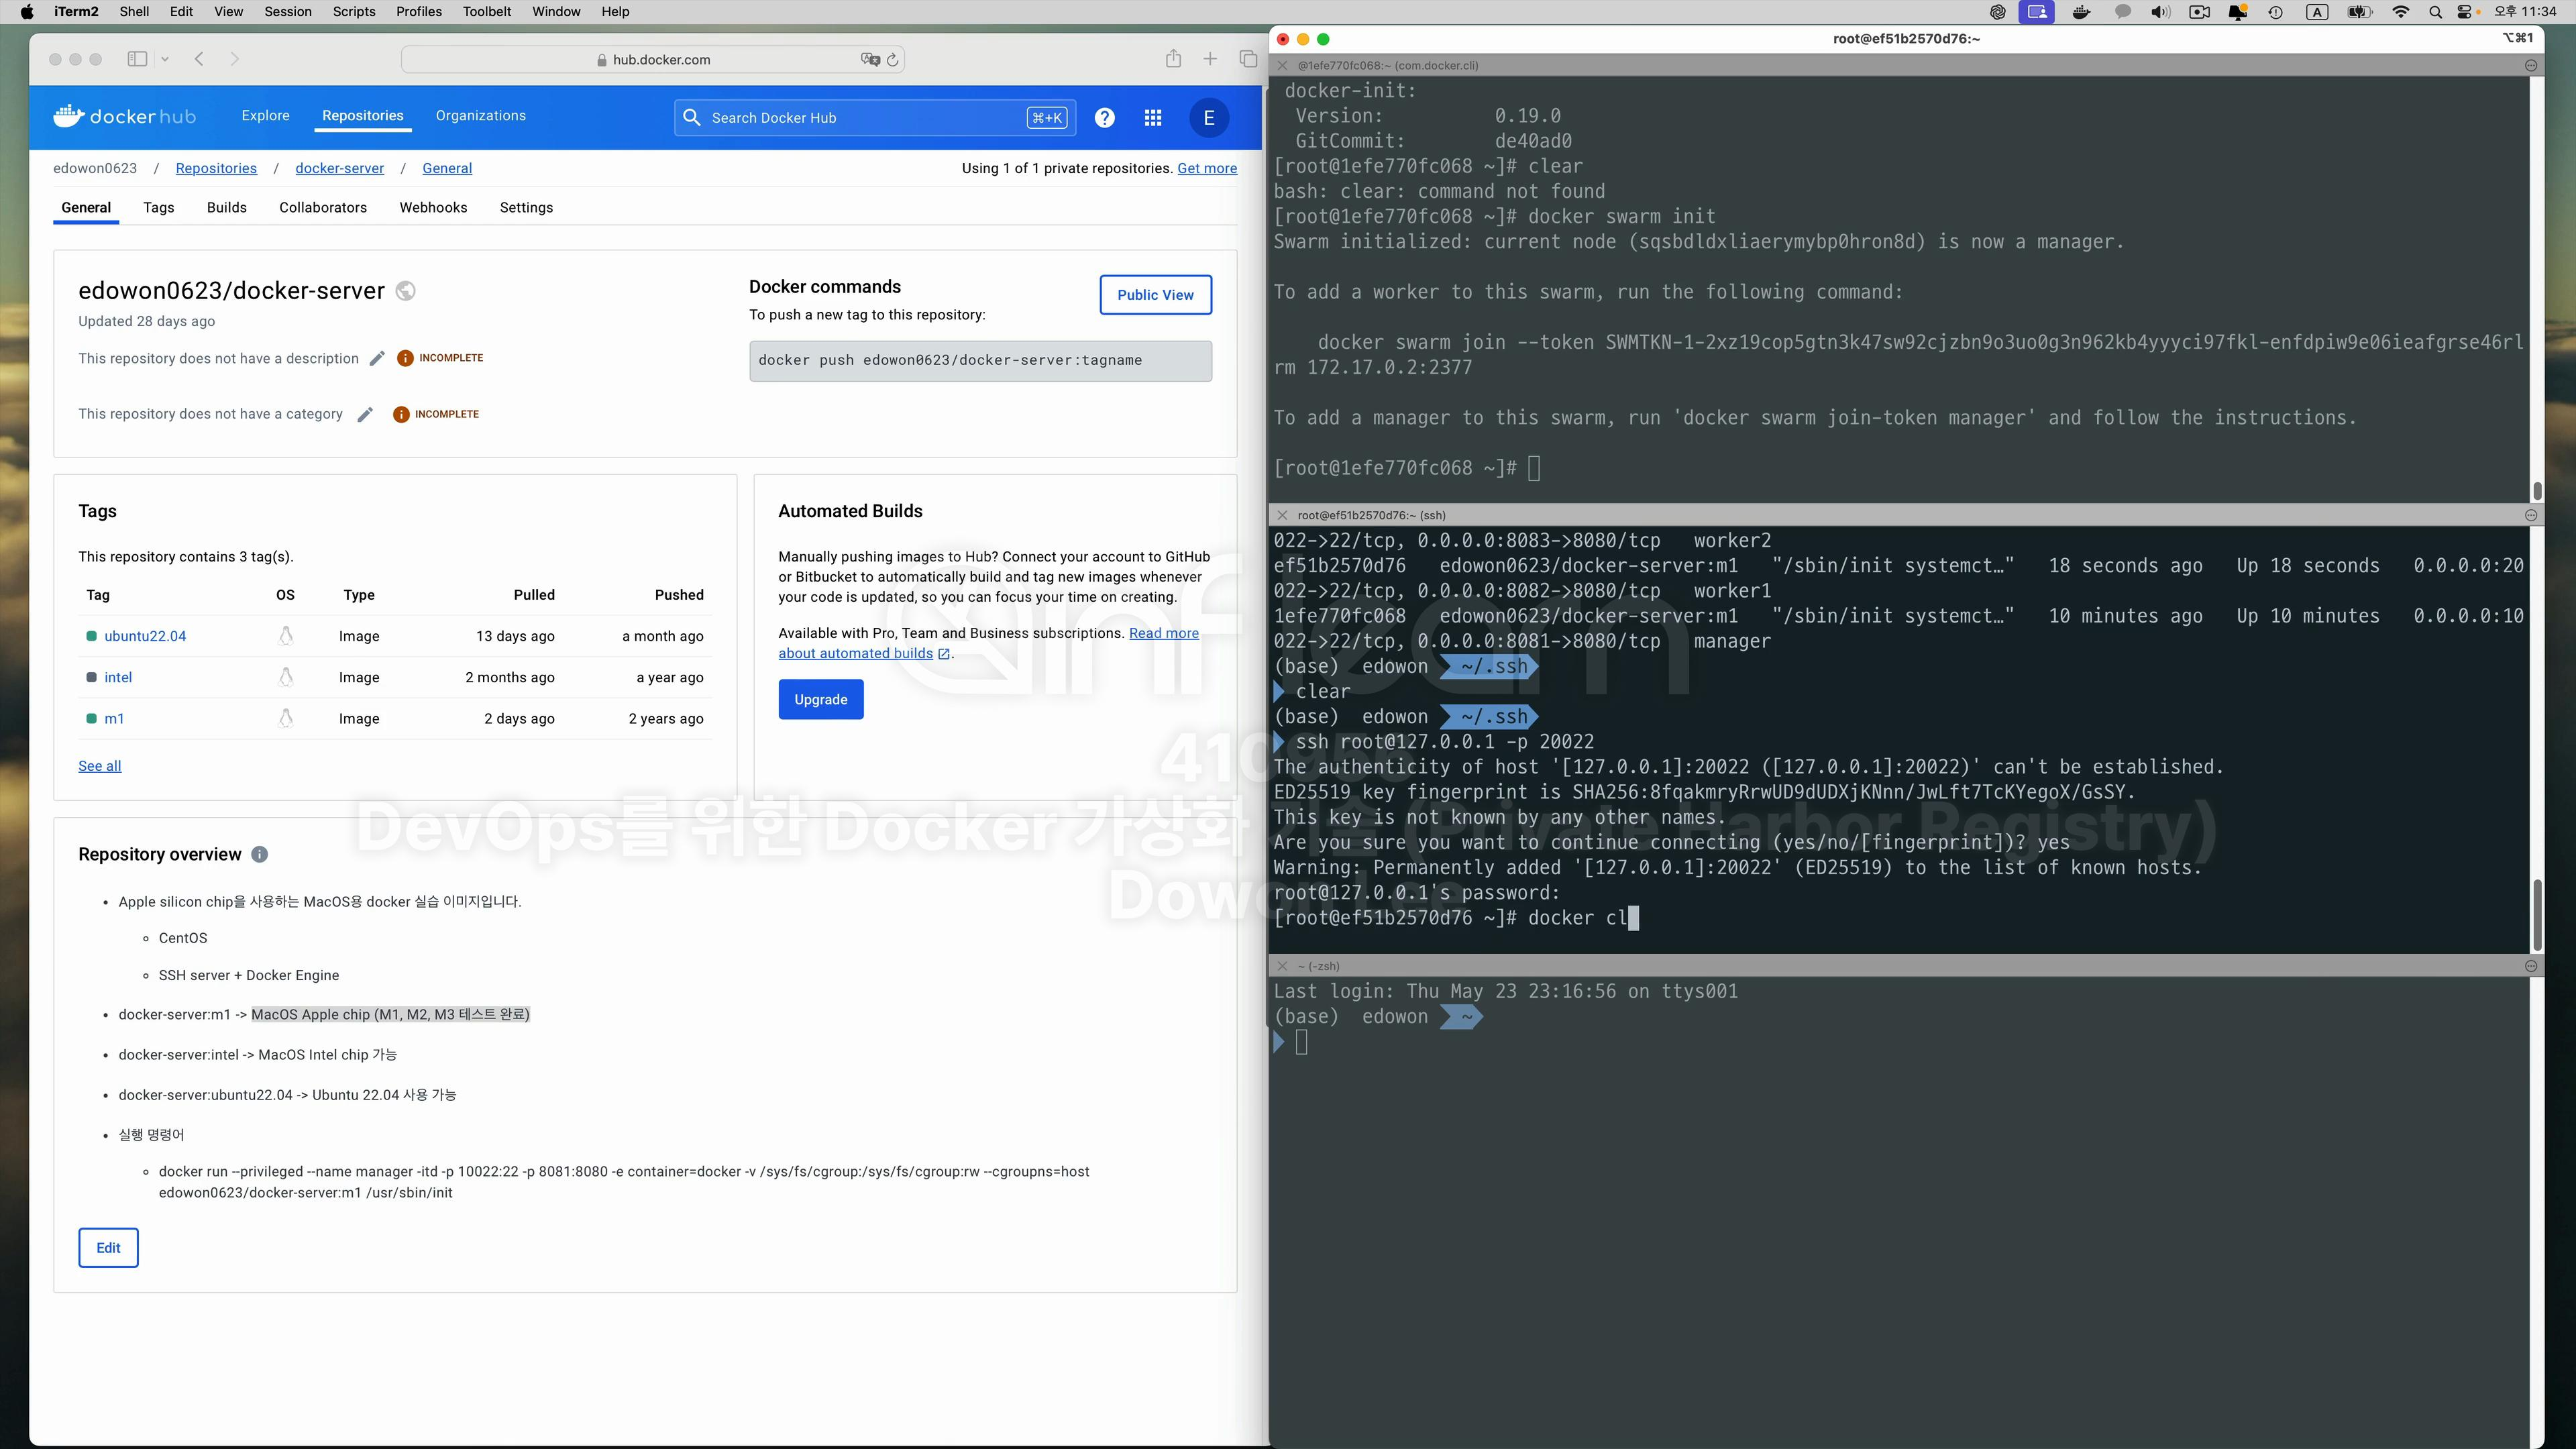 iTerm2 Shell Edit View Session Scripts Profiles Toolbelt Window Help
A 오후 11:34
hub.docker.com
docker hub Explore Repositories Organizations Search Docker Hub ⌘+K ? E
edowon0623 / Repositories / docker-server / General
Using 1 of 1 private repositories. Get more
General Tags Builds Collaborators Webhooks Settings
edowon0623/docker-server
Updated 28 days ago
This repository does not have a description INCOMPLETE
This repository does not have a category INCOMPLETE
Docker commands
Public View
To push a new tag to this repository:
docker push edowon0623/docker-server:tagname
Tags
This repository contains 3 tag(s).
Tag OS Type Pulled Pushed
ubuntu22.04 Image 13 days ago a month ago
intel Image 2 months ago a year ago
m1 Image 2 days ago 2 years ago
See all
Automated Builds
Manually pushing images to Hub? Connect your account to GitHub
or Bitbucket to automatically build and tag new images whenever
your code is updated, so you can focus your time on creating.
Available with Pro, Team and Business subscriptions. Read more
about automated builds.
Upgrade
Repository overview
• Apple silicon chip을 사용하는 MacOS용 docker 실습 이미지입니다.
◦ CentOS
◦ SSH server + Docker Engine
• docker-server:m1 -> MacOS Apple chip (M1, M2, M3 테스트 완료)
• docker-server:intel -> MacOS Intel chip 가능
• docker-server:ubuntu22.04 -> Ubuntu 22.04 사용 가능
• 실행 명령어
◦ docker run --privileged --name manager -itd -p 10022:22 -p 8081:8080 -e container=docker -v /sys/fs/cgroup:/sys/fs/cgroup:rw --cgroupns=host
edowon0623/docker-server:m1 /usr/sbin/init
Edit
root@ef51b2570d76:~
⌥⌘1
@1efe770fc068:~ (com.docker.cli)
docker-init:
Version: 0.19.0
GitCommit: de40ad0
[root@1efe770fc068 ~]# clear
bash: clear: command not found
[root@1efe770fc068 ~]# docker swarm init
Swarm initialized: current node (sqsbdldxliaerymybp0hron8d) is now a manager.
To add a worker to this swarm, run the following command:
docker swarm join --token SWMTKN-1-2xz19cop5gtn3k47sw92cjzbn9o3uo0g3n962kb4yyyci97fkl-enfdpiw9e06ieafgrse46rl
rm 172.17.0.2:2377
To add a manager to this swarm, run 'docker swarm join-token manager' and follow the instructions.
[root@1efe770fc068 ~]#
root@ef51b2570d76:~ (ssh)
022->22/tcp, 0.0.0.0:8083->8080/tcp worker2
ef51b2570d76 edowon0623/docker-server:m1 "/sbin/init systemct…" 18 seconds ago Up 18 seconds 0.0.0.0:20
022->22/tcp, 0.0.0.0:8082->8080/tcp worker1
1efe770fc068 edowon0623/docker-server:m1 "/sbin/init systemct…" 10 minutes ago Up 10 minutes 0.0.0.0:10
022->22/tcp, 0.0.0.0:8081->8080/tcp manager
(base) edowon ~/.ssh
clear
(base) edowon ~/.ssh
ssh root@127.0.0.1 -p 20022
The authenticity of host '[127.0.0.1]:20022 ([127.0.0.1]:20022)' can't be established.
ED25519 key fingerprint is SHA256:8fqakmryRrwUD9dUDXjKNnn/JwLft7TcKYegoX/GsSY.
This key is not known by any other names.
Are you sure you want to continue connecting (yes/no/[fingerprint])? yes
Warning: Permanently added '[127.0.0.1]:20022' (ED25519) to the list of known hosts.
root@127.0.0.1's password:
[root@ef51b2570d76 ~]# docker cl
~ (-zsh)
Last login: Thu May 23 23:16:56 on ttys001
(base) edowon ~
inflearn
DevOps를 위한 Docker 가상화 기술 (Private Harbor Registry)
Dowon Lee